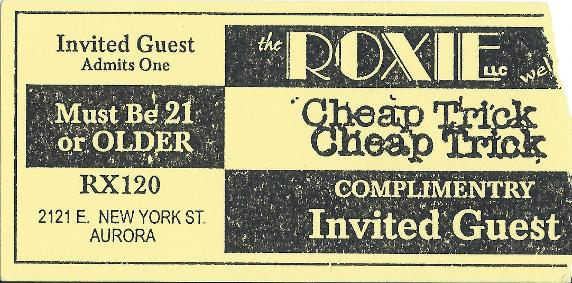 Invited Guest
Admits One
Must Be 21
or OLDER
RX120
2121 E. NEW YORK ST.
AURORA
the ROXIE LLC wel
Cheap Trick
Cheap Trick
COMPLIMENTRY
Invited Guest